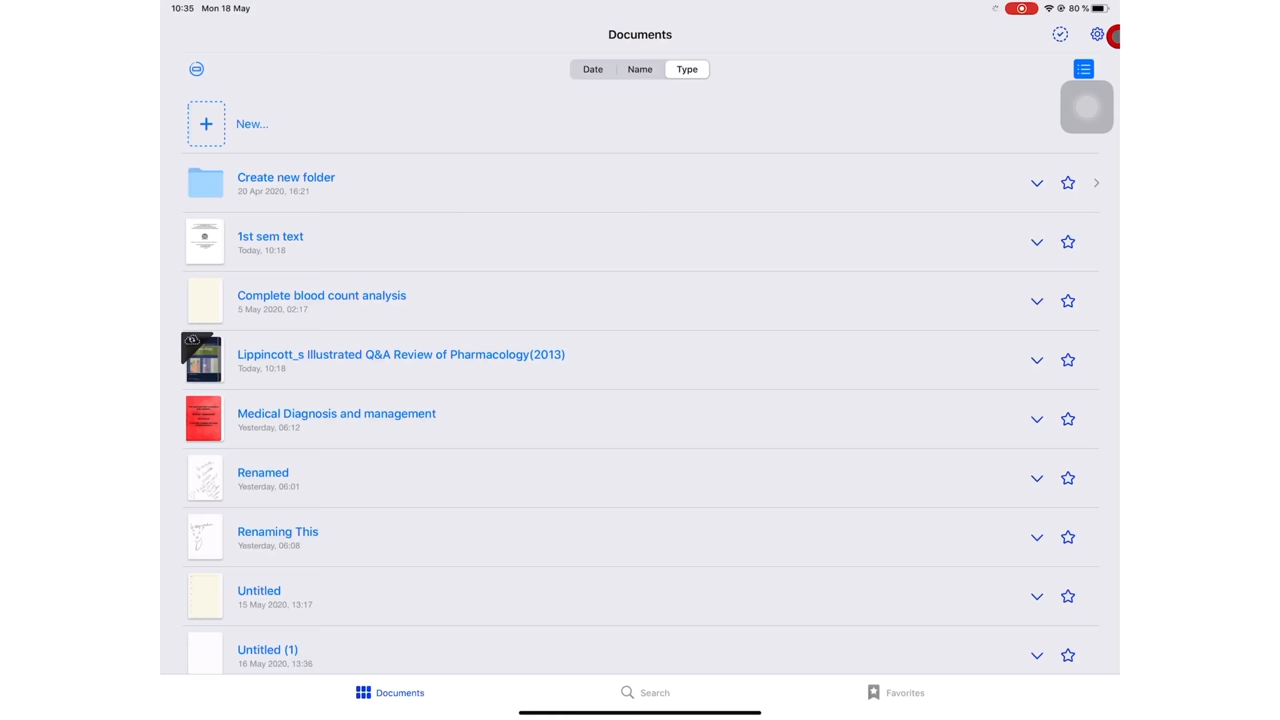 10:35 Mon 18 May
80 %
Documents
Date Name Type
New...
Create new folder
20 Apr 2020, 16:21
1st sem text
Today, 10:18
Complete blood count analysis
5 May 2020, 02:17
Lippincott_s Illustrated Q&A Review of Pharmacology(2013)
Today, 10:18
Medical Diagnosis and management
Yesterday, 06:12
Renamed
Yesterday, 06:01
Renaming This
Yesterday, 06:08
Untitled
15 May 2020, 13:17
Untitled (1)
16 May 2020, 13:36
Documents Search Favorites